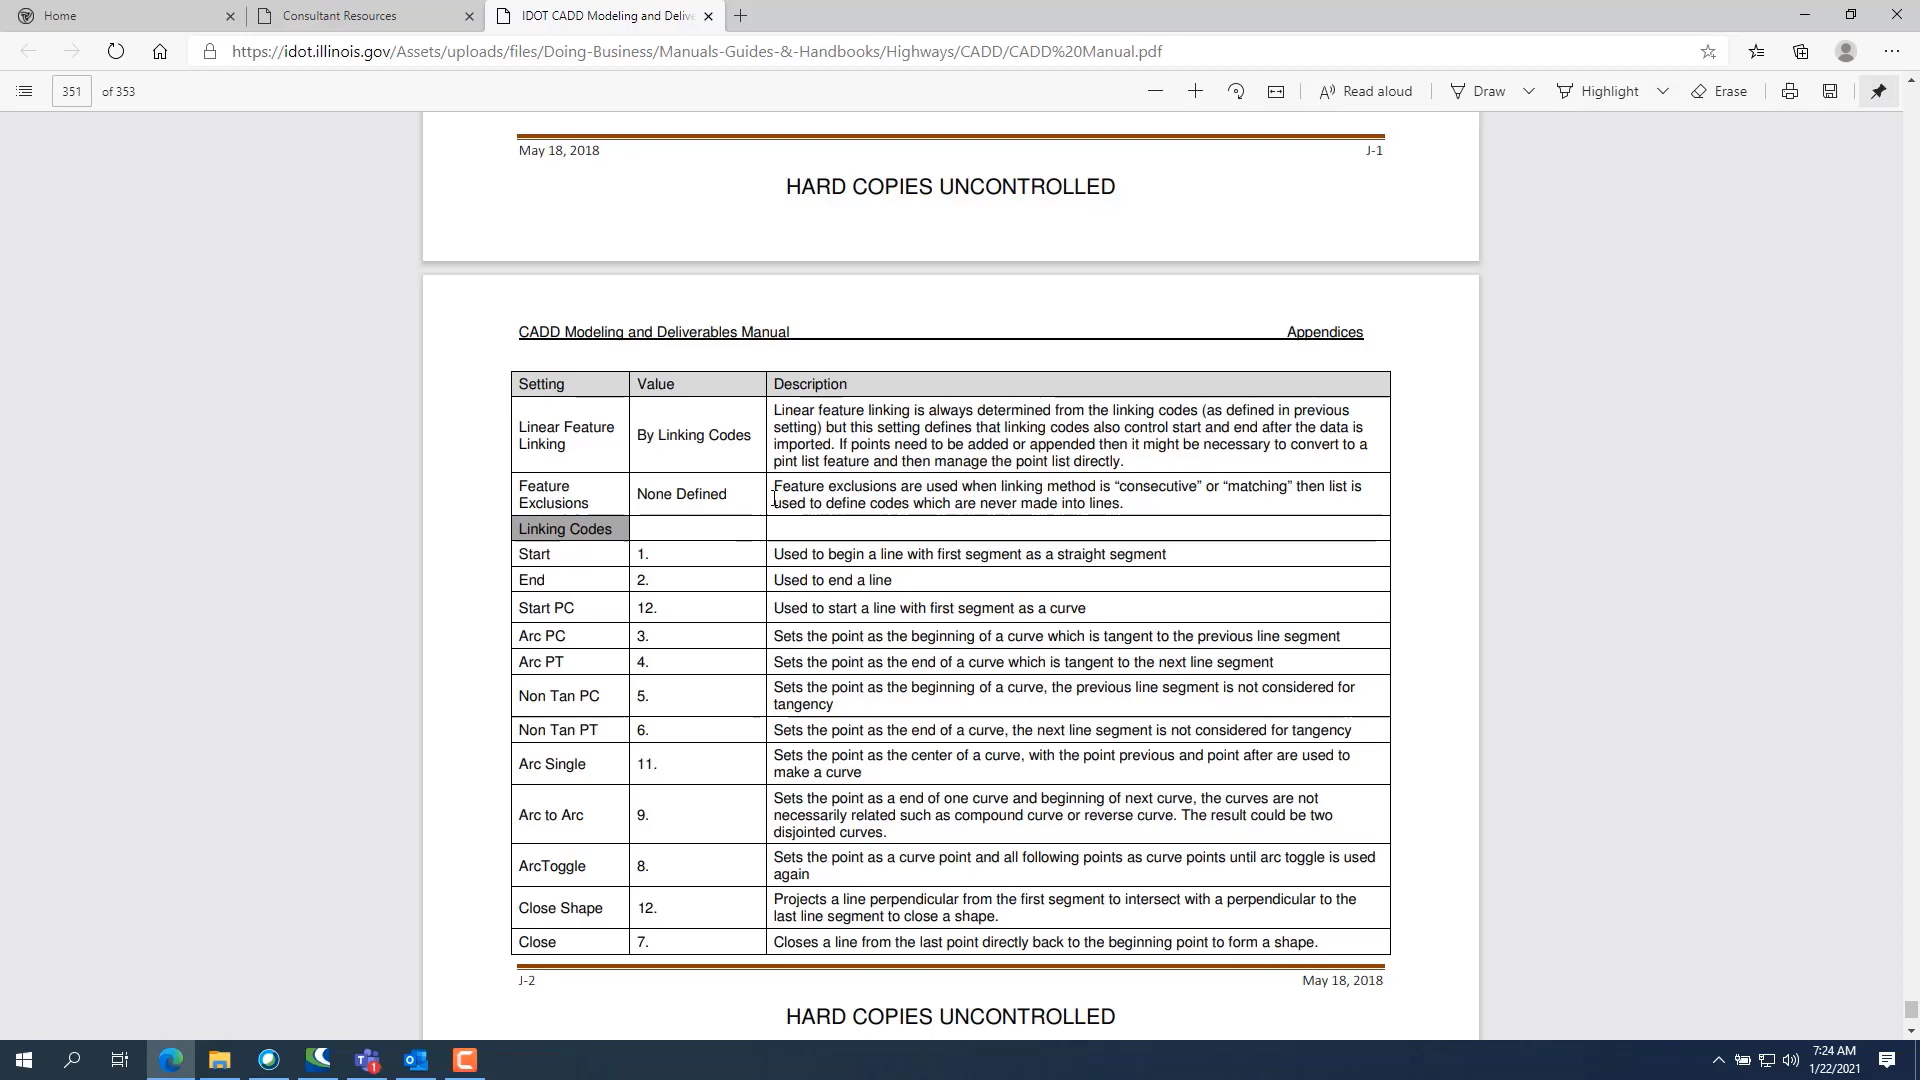 Home
Consultant Resources
IDOT CADD Modeling and Delive
https://idot.illinois.gov/Assets/uploads/files/Doing-Business/Manuals-Guides-&-Handbooks/Highways/CADD/CADD%20Manual.pdf
351 of 353
Read aloud
Draw
Highlight
Erase
May 18, 2018 J-1
HARD COPIES UNCONTROLLED
CADD Modeling and Deliverables Manual Appendices
Setting Value Description
Linear Feature
Linking
By Linking Codes
Linear feature linking is always determined from the linking codes (as defined in previous
setting) but this setting defines that linking codes also control start and end after the data is
imported. If points need to be added or appended then it might be necessary to convert to a
pint list feature and then manage the point list directly.
Feature
Exclusions
None Defined
Feature exclusions are used when linking method is “consecutive” or “matching” then list is
used to define codes which are never made into lines.
Linking Codes
Start 1. Used to begin a line with first segment as a straight segment
End 2. Used to end a line
Start PC 12. Used to start a line with first segment as a curve
Arc PC 3. Sets the point as the beginning of a curve which is tangent to the previous line segment
Arc PT 4. Sets the point as the end of a curve which is tangent to the next line segment
Non Tan PC 5.
Sets the point as the beginning of a curve, the previous line segment is not considered for
tangency
Non Tan PT 6. Sets the point as the end of a curve, the next line segment is not considered for tangency
Arc Single 11.
Sets the point as the center of a curve, with the point previous and point after are used to
make a curve
Arc to Arc 9.
Sets the point as a end of one curve and beginning of next curve, the curves are not
necessarily related such as compound curve or reverse curve. The result could be two
disjointed curves.
ArcToggle 8.
Sets the point as a curve point and all following points as curve points until arc toggle is used
again
Close Shape 12.
Projects a line perpendicular from the first segment to intersect with a perpendicular to the
last line segment to close a shape.
Close 7. Closes a line from the last point directly back to the beginning point to form a shape.
J-2 May 18, 2018
HARD COPIES UNCONTROLLED
7:24 AM
1/22/2021